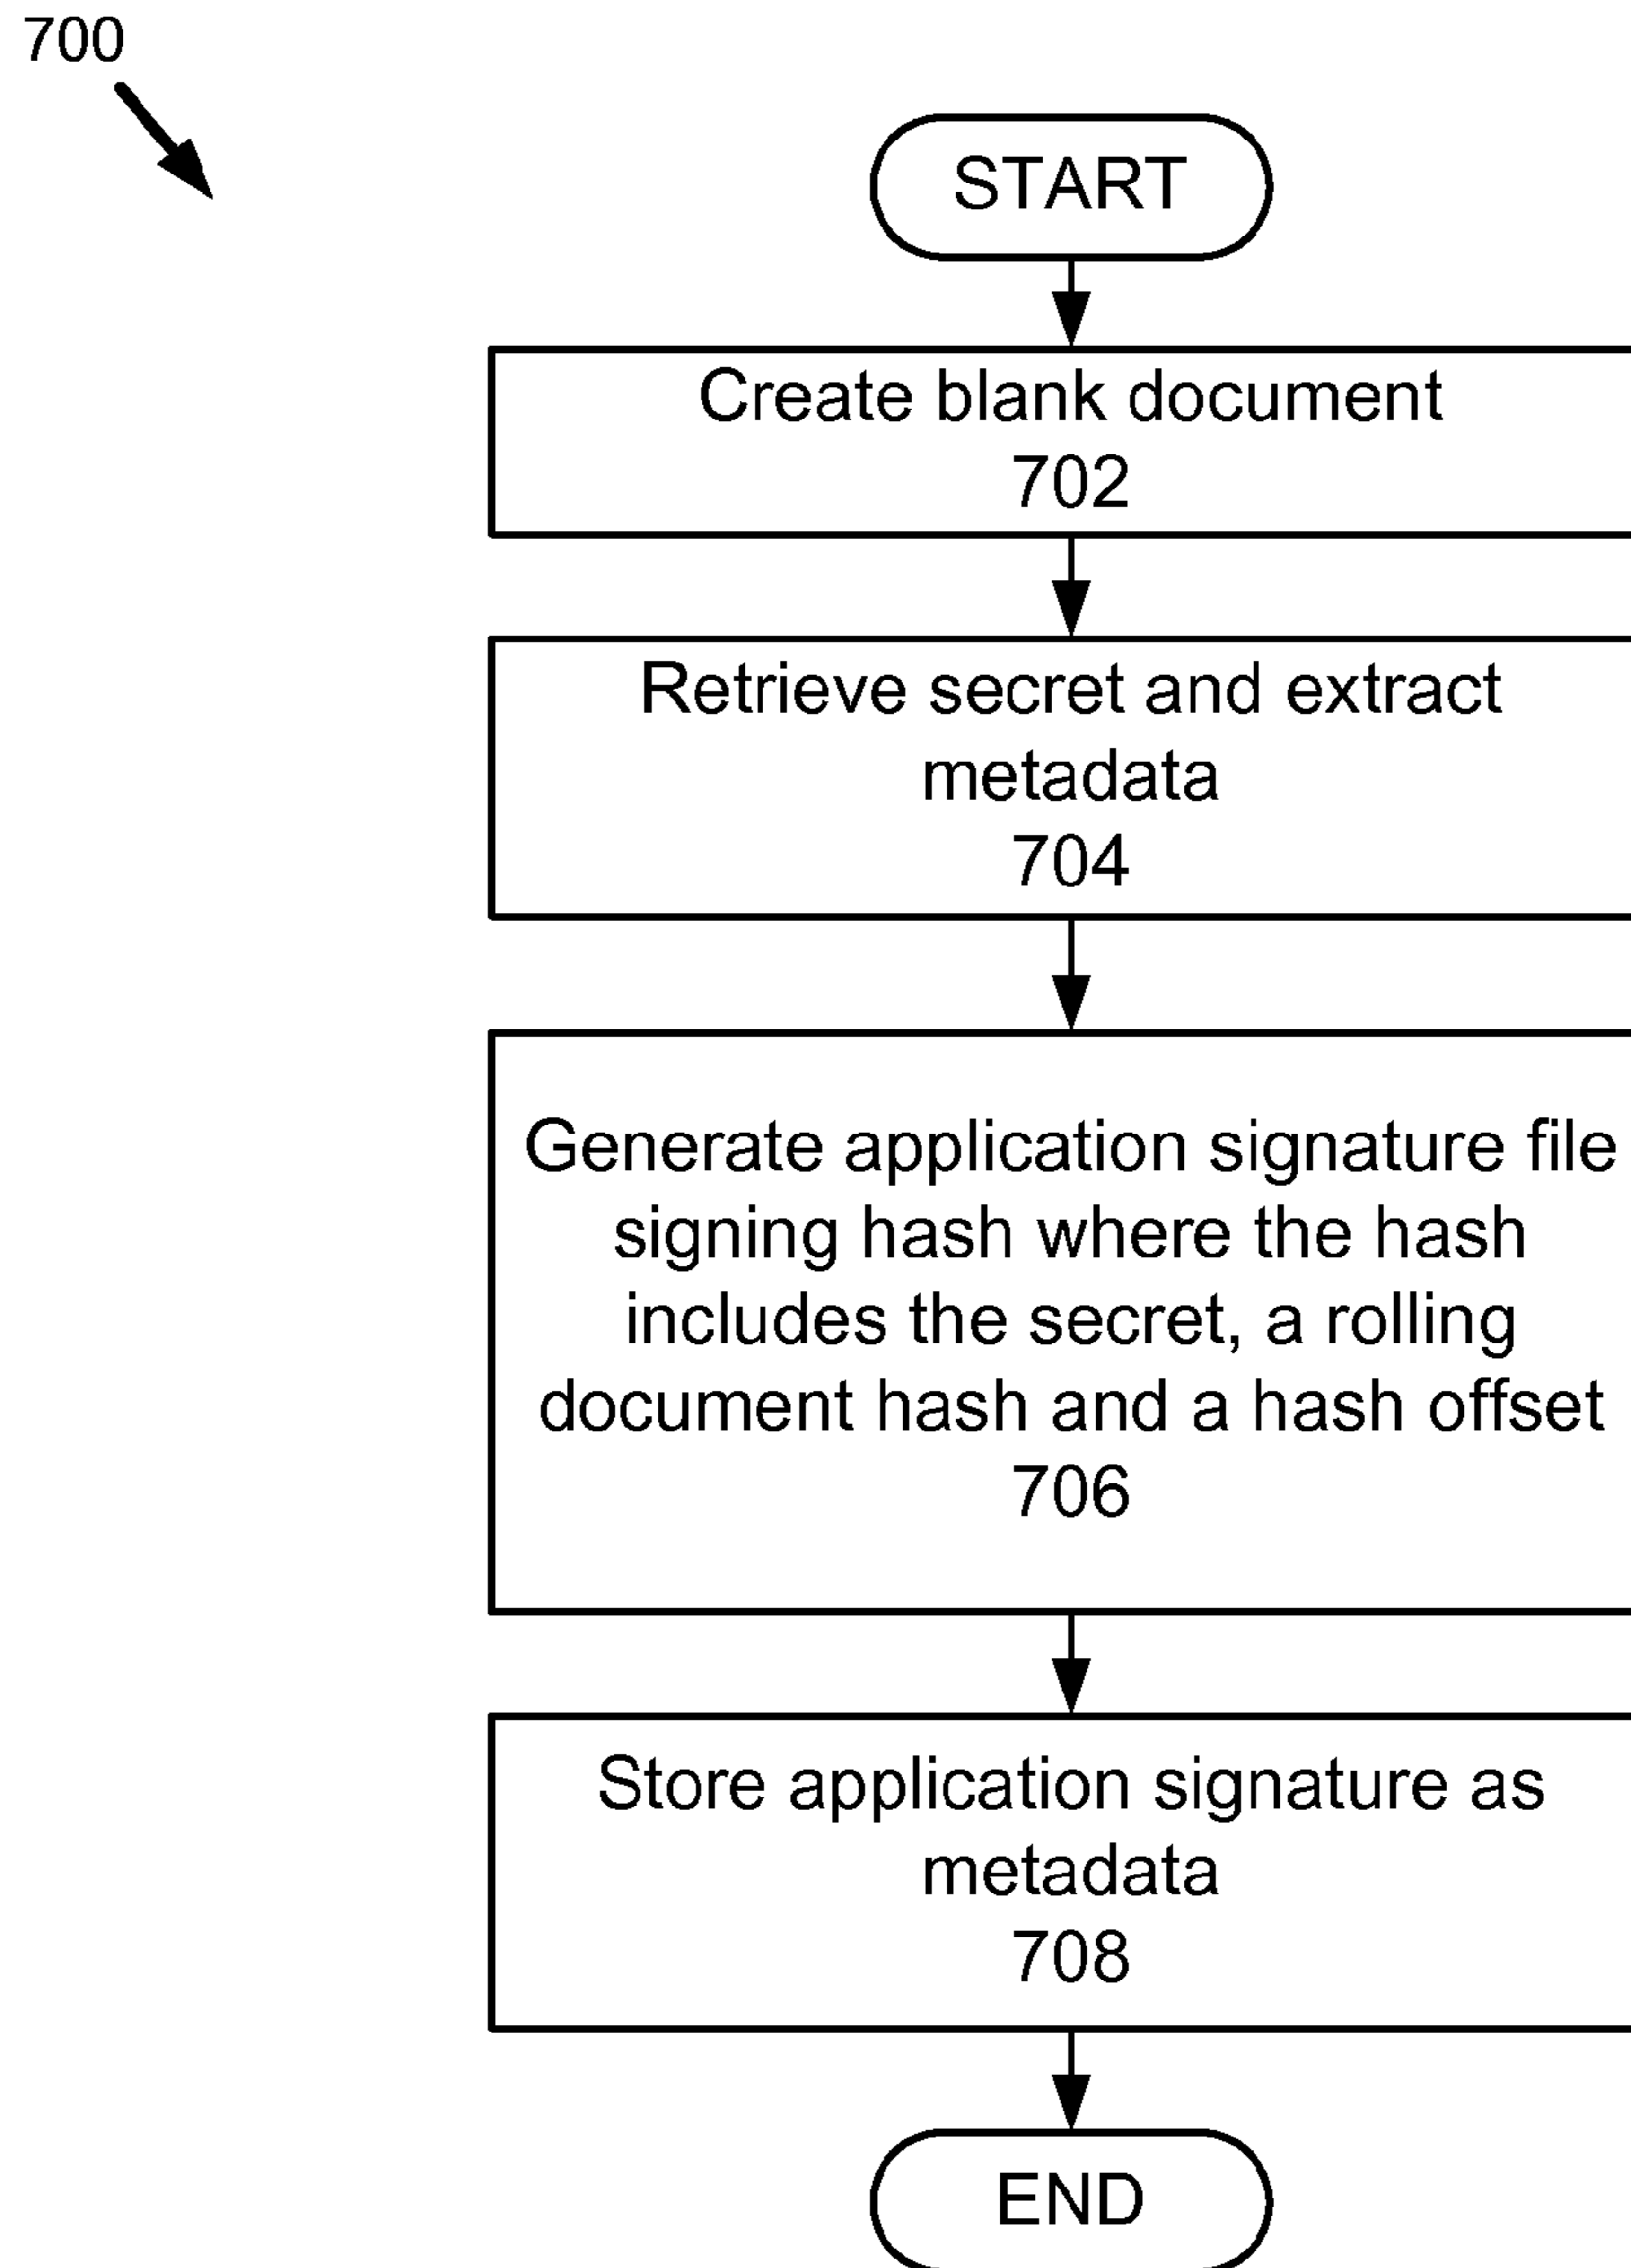 700
START
Create blank document
702
Retrieve secret and extract
metadata
704
Generate application signature file
signing hash where the hash
includes the secret, a rolling
document hash and a hash offset
706
Store application signature as
metadata
708
END